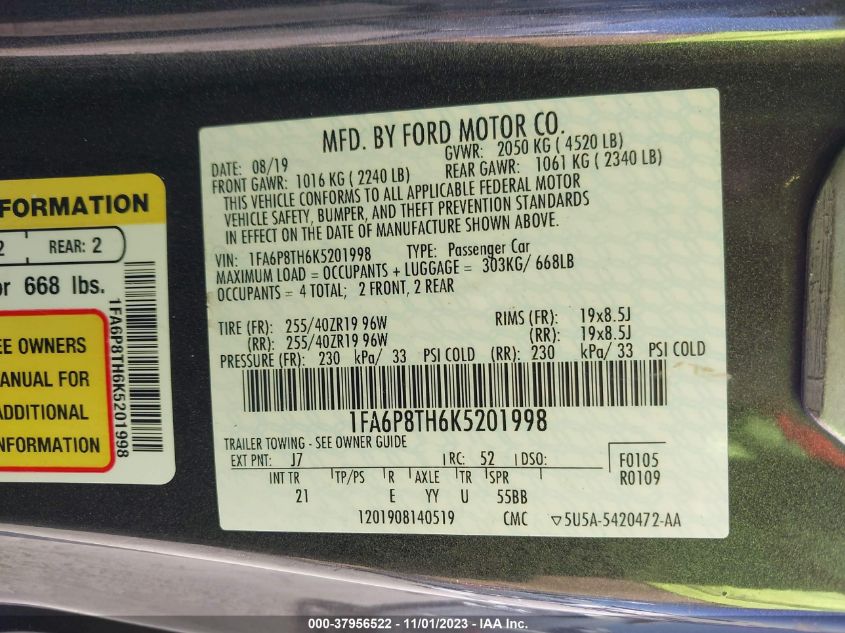 FORMATION
2
REAR: 2
or 668 lbs.
EE OWNERS
MANUAL FOR
ADDITIONAL
INFORMATION
1FA6P8TH6K5201998
MFD. BY FORD MOTOR CO.
DATE: 08/19
GVWR: 2050 KG ( 4520 LB)
FRONT GAWR: 1016 KG ( 2240 LB)
REAR GAWR: 1061 KG ( 2340 LB)
THIS VEHICLE CONFORMS TO ALL APPLICABLE FEDERAL MOTOR
VEHICLE SAFETY, BUMPER, AND THEFT PREVENTION STANDARDS
IN EFFECT ON THE DATE OF MANUFACTURE SHOWN ABOVE.
VIN: 1FA6P8TH6K5201998 TYPE: Passenger Car
MAXIMUM LOAD = OCCUPANTS + LUGGAGE = 303KG/ 668LB
OCCUPANTS = 4 TOTAL; 2 FRONT, 2 REAR
TIRE (FR): 255/40ZR19 96W RIMS (FR): 19x8.5J
(RR): 255/40ZR19 96W (RR): 19x8.5J
PRESSURE (FR): 230 kPa/ 33 PSI COLD (RR): 230 kPa/ 33 PSI COLD
1FA6P8TH6K5201998
TRAILER TOWING - SEE OWNER GUIDE
EXT PNT: J7 RC: 52 DSO: F0105
R0109
INT TR TP/PS R AXLE TR SPR
21 E YY U 55BB
1201908140519 CMC ▽5U5A-5420472-AA
000-37956522 - 11/01/2023 - IAA Inc.